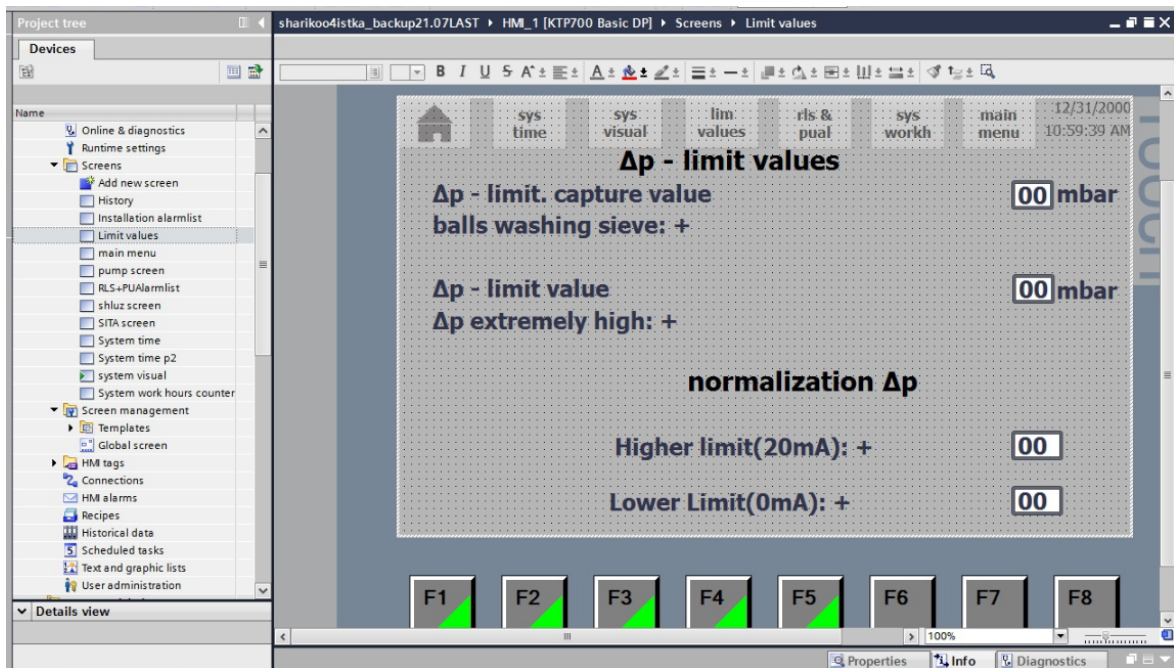 Project tree
sharikoo4istka_backup21.07LAST ▸ HMI_1 [KTP700 Basic DP] ▸ Screens ▸ Limit values
Devices
B I U S A
Name
Online & diagnostics
Runtime settings
Screens
Add new screen
History
Installation alarmlist
Limit values
main menu
pump screen
RLS+PUAlarmlist
shluz screen
SITA screen
System time
System time p2
system visual
System work hours counter
Screen management
Templates
Global screen
HMI tags
Connections
HMI alarms
Recipes
Historical data
Scheduled tasks
Text and graphic lists
User administration
Details view
sys time
sys visual
lim values
rls & pual
sys workh
main menu
12/31/2000
10:59:39 AM
TOUCH
Δp - limit values
Δp - limit. capture value 00 mbar
balls washing sieve: +
Δp - limit value 00 mbar
Δp extremely high: +
normalization Δp
Higher limit(20mA): + 00
Lower Limit(0mA): + 00
F1 F2 F3 F4 F5 F6 F7 F8
100%
Properties Info Diagnostics